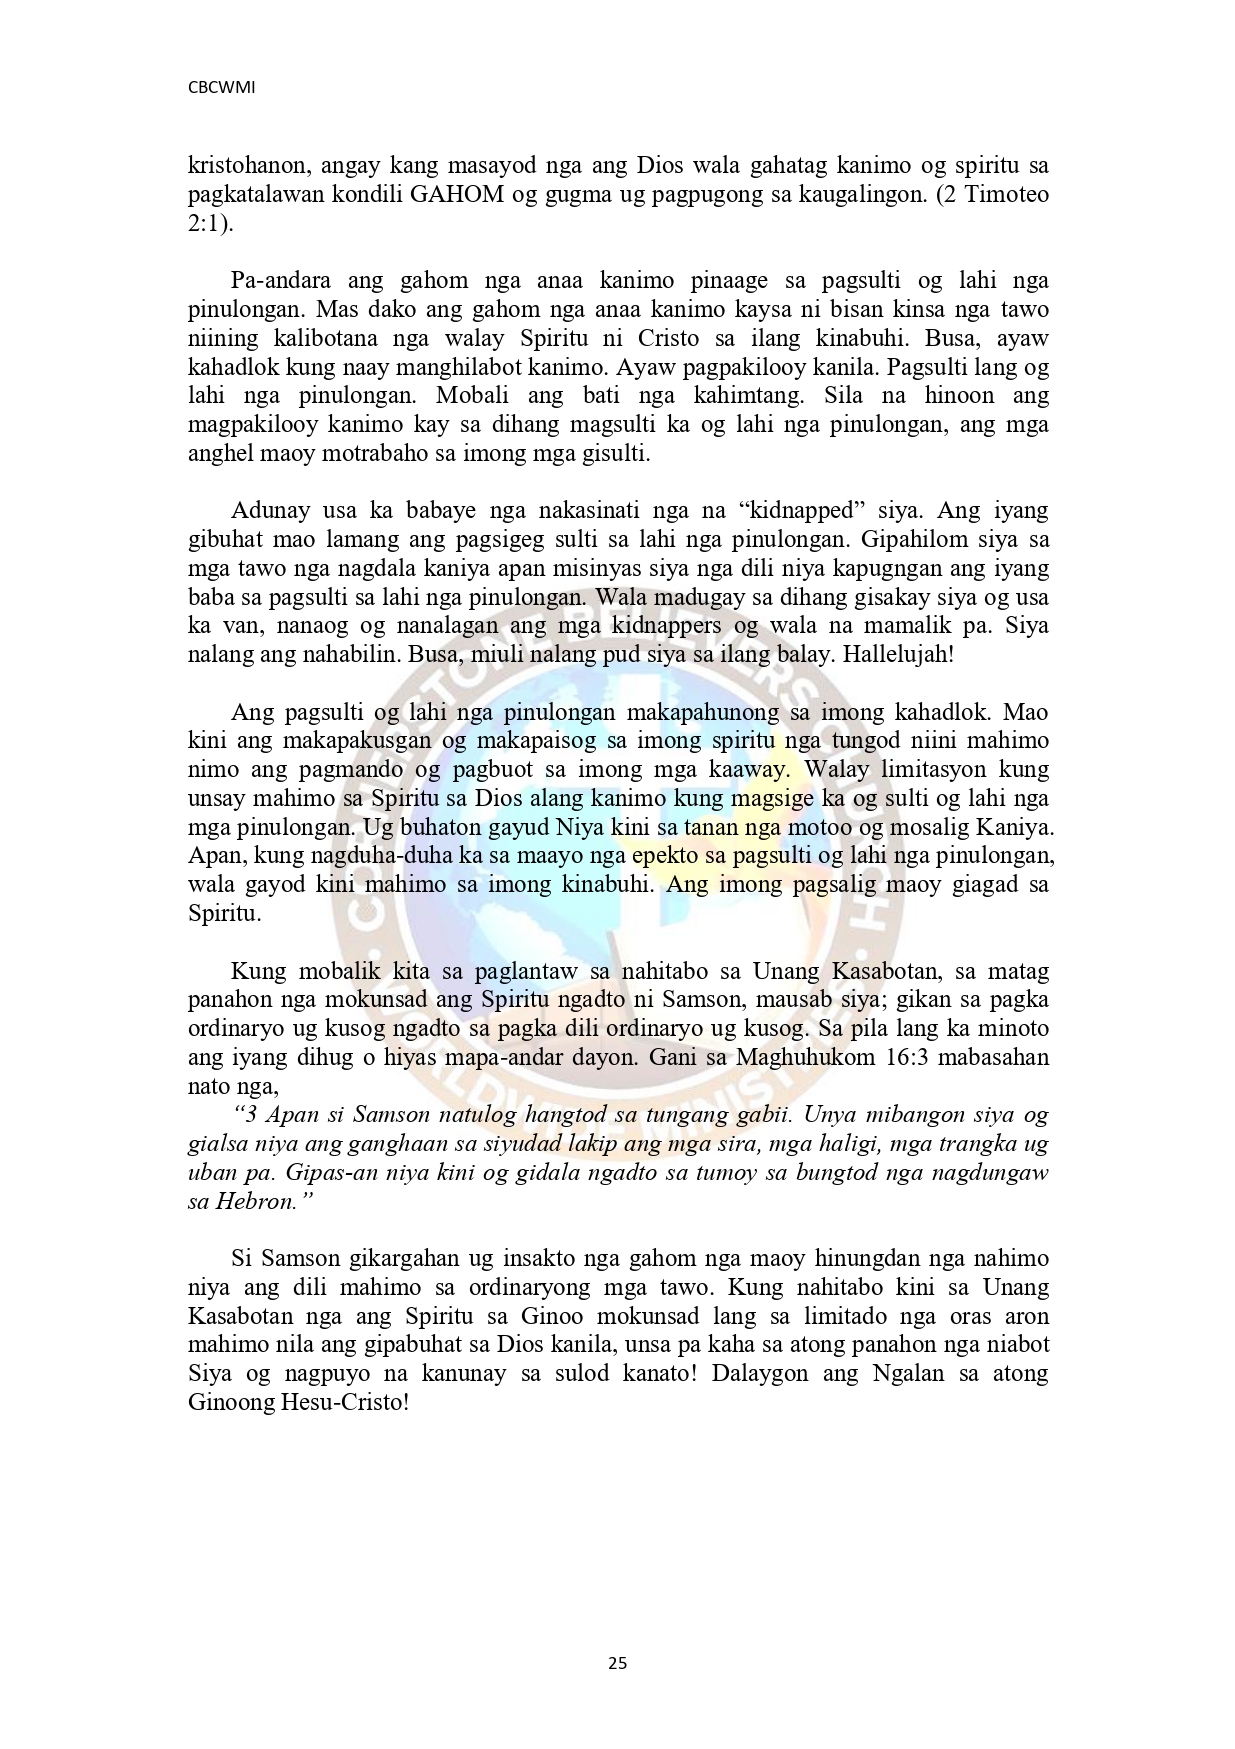 CBCWMI
kristohanon, angay kang masayod nga ang Dios wala gahatag kanimo og spiritu sa
pagkatalawan kondili GAHOM og gugma ug pagpugong sa kaugalingon. (2 Timoteo
2:1).
Pa-andara ang gahom nga anaa kanimo pinaage sa pagsulti og lahi nga
pinulongan. Mas dako ang gahom nga anaa kanimo kaysa ni bisan kinsa nga tawo
niining kalibotana nga walay Spiritu ni Cristo sa ilang kinabuhi. Busa, ayaw
kahadlok kung naay manghilabot kanimo. Ayaw pagpakilooy kanila. Pagsulti lang og
lahi nga pinulongan. Mobali ang bati nga kahimtang. Sila na hinoon ang
magpakilooy kanimo kay sa dihang magsulti ka og lahi nga pinulongan, ang mga
anghel maoy motrabaho sa imong mga gisulti.
Adunay usa ka babaye nga nakasinati nga na “kidnapped” siya. Ang iyang
gibuhat mao lamang ang pagsigeg sulti sa lahi nga pinulongan. Gipahilom siya sa
mga tawo nga nagdala kaniya apan misinyas siya nga dili niya kapugngan ang iyang
baba sa pagsulti sa lahi nga pinulongan. Wala madugay sa dihang gisakay siya og usa
ka van, nanaog og nanalagan ang mga kidnappers og wala na mamalik pa. Siya
nalang ang nahabilin. Busa, miuli nalang pud siya sa ilang balay. Hallelujah!
Ang pagsulti og lahi nga pinulongan makapahunong sa imong kahadlok. Mao
kini ang makapakusgan og makapaisog sa imong spiritu nga tungod niini mahimo
nimo ang pagmando og pagbuot sa imong mga kaaway. Walay limitasyon kung
unsay mahimo sa Spiritu sa Dios alang kanimo kung magsige ka og sulti og lahi nga
mga pinulongan. Ug buhaton gayud Niya kini sa tanan nga motoo og mosalig Kaniya.
Apan, kung nagduha-duha ka sa maayo nga epekto sa pagsulti og lahi nga pinulongan,
wala gayod kini mahimo sa imong kinabuhi. Ang imong pagsalig maoy giagad sa
Spiritu.
Kung mobalik kita sa paglantaw sa nahitabo sa Unang Kasabotan, sa matag
panahon nga mokunsad ang Spiritu ngadto ni Samson, mausab siya; gikan sa pagka
ordinaryo ug kusog ngadto sa pagka dili ordinaryo ug kusog. Sa pila lang ka minoto
ang iyang dihug o hiyas mapa-andar dayon. Gani sa Maghuhukom 16:3 mabasahan
nato nga,
“3 Apan si Samson natulog hangtod sa tungang gabii. Unya mibangon siya og
gialsa niya ang ganghaan sa siyudad lakip ang mga sira, mga haligi, mga trangka ug
uban pa. Gipas-an niya kini og gidala ngadto sa tumoy sa bungtod nga nagdungaw
sa Hebron.”
Si Samson gikargahan ug insakto nga gahom nga maoy hinungdan nga nahimo
niya ang dili mahimo sa ordinaryong mga tawo. Kung nahitabo kini sa Unang
Kasabotan nga ang Spiritu sa Ginoo mokunsad lang sa limitado nga oras aron
mahimo nila ang gipabuhat sa Dios kanila, unsa pa kaha sa atong panahon nga niabot
Siya og nagpuyo na kanunay sa sulod kanato! Dalaygon ang Ngalan sa atong
Ginoong Hesu-Cristo!
CORNERSTONE BELIEVERS CHURCH
WORLDWIDE MINISTRIES
25